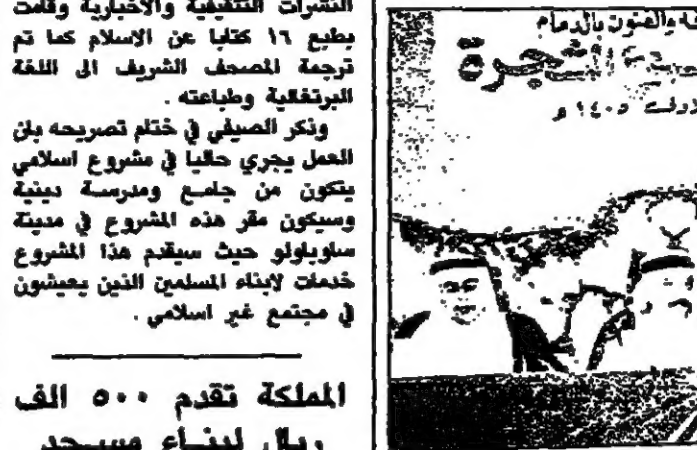 النشرات التثقيفية والاخبارية وقامت
بطبع ١٦ كتابا عن الاسلام كما تم
ترجمة المصحف الشريف الى اللغة
البرتغالية وطباعته .
وذكر الصيفي في ختام تصريحه بان
العمل يجري حاليا في مشروع اسلامي
يتكون من جامع ومدرسة دينية
وسيكون مقر هذه المشروع في مدينة
ساوباولو حيث سيقدم هذا المشروع
خدمات لابناء المسلمين الذين يعيشون
في مجتمع غير اسلامي .
المملكة تقدم ٥٠٠ الف
ريال لبناء مسجد
والفنون بالدمام